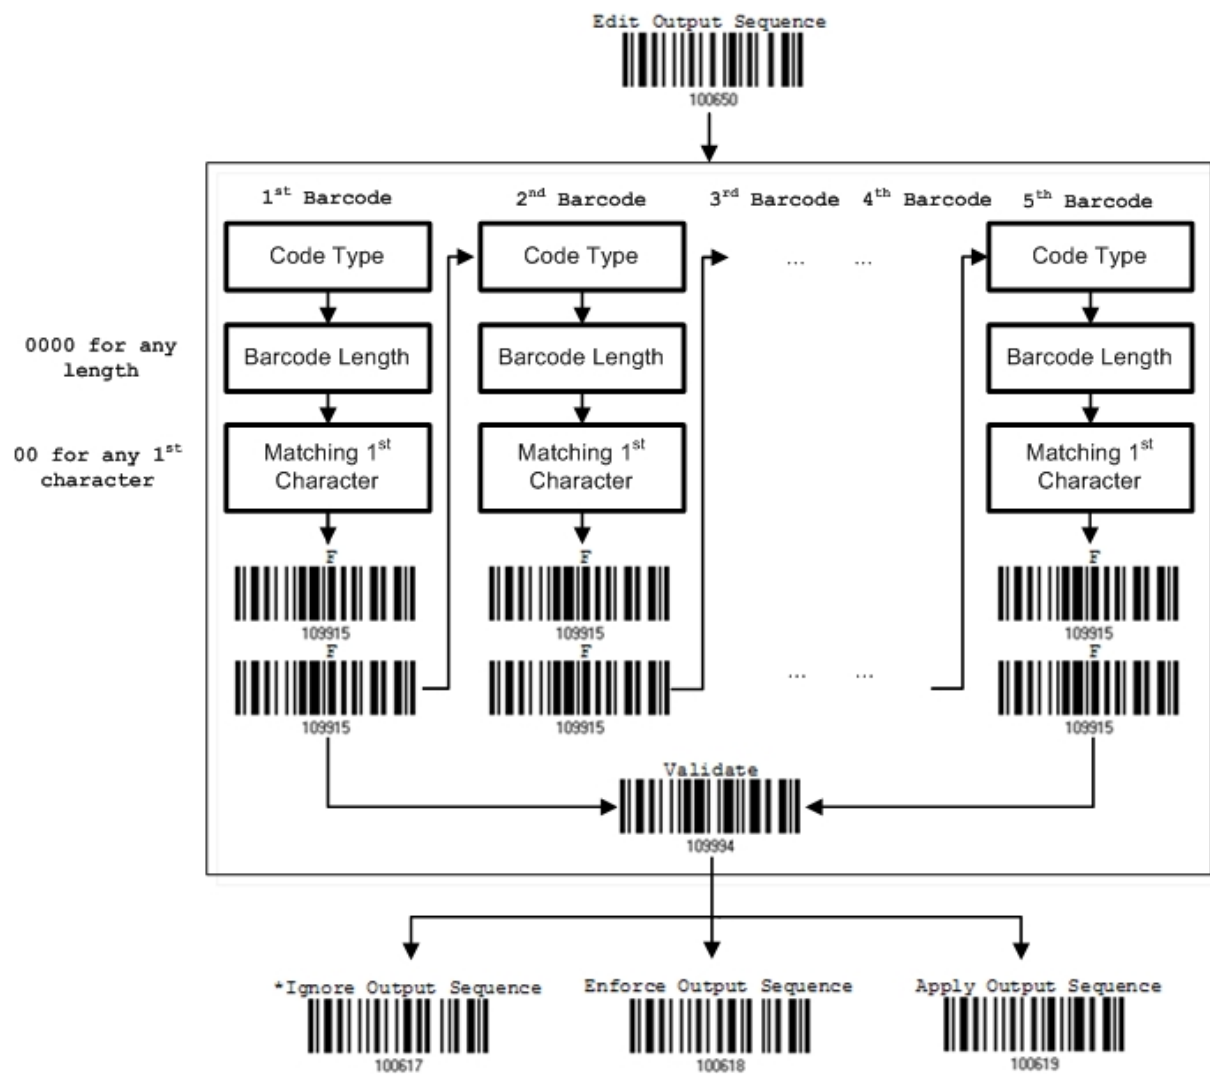 Edit Output Sequence
100650
1st Barcode 2nd Barcode 3rd Barcode 4th Barcode 5th Barcode
Code Type Code Type ... ... Code Type
0000 for any
length
Barcode Length Barcode Length Barcode Length
00 for any 1st
character
Matching 1st
Character
Matching 1st
Character
Matching 1st
Character
109915 109915 109915
... ...
109915 109915 109915
Validate
109994
*Ignore Output Sequence Enforce Output Sequence Apply Output Sequence
100617 100618 100619